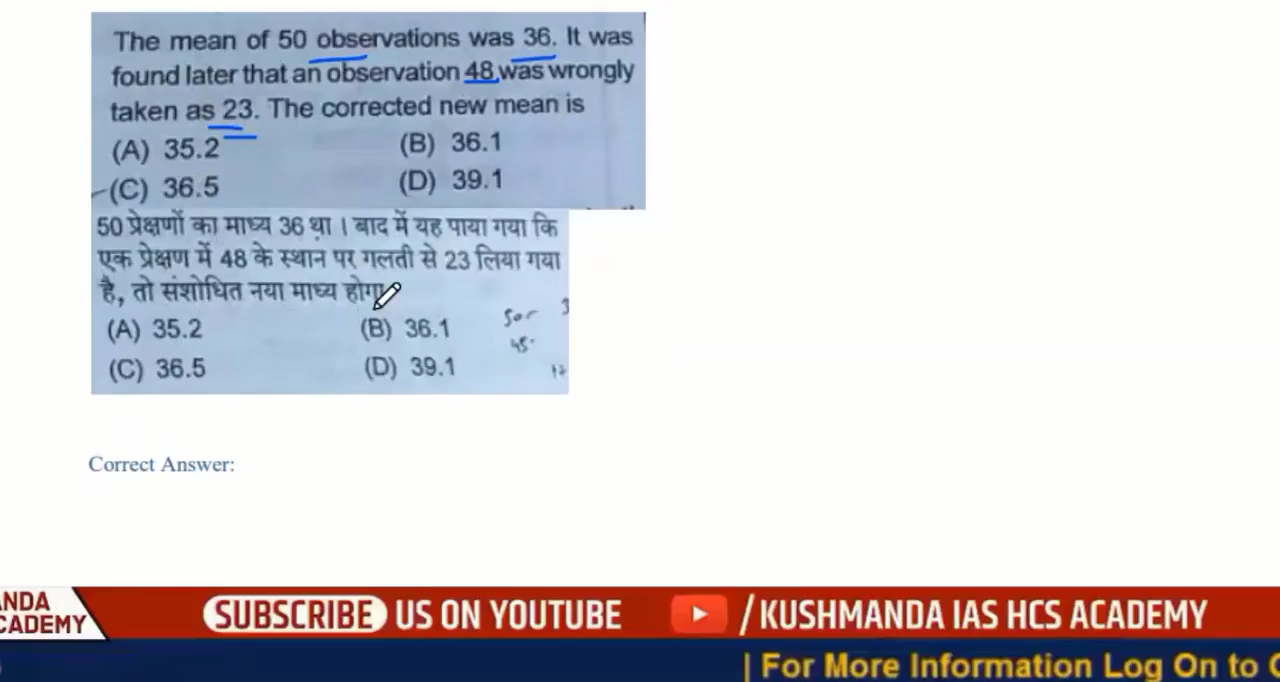 The mean of 50 observations was 36. It was
found later that an observation 48 was wrongly
taken as 23. The corrected new mean is
(A) 35.2 (B) 36.1
(C) 36.5 (D) 39.1
50 प्रेक्षणों का माध्य 36 था । बाद में यह पाया गया कि
एक प्रेक्षण में 48 के स्थान पर गलती से 23 लिया गया
है, तो संशोधित नया माध्य होगा
(A) 35.2 (B) 36.1
(C) 36.5 (D) 39.1
Correct Answer:
ANDA
CADEMY
SUBSCRIBE US ON YOUTUBE / KUSHMANDA IAS HCS ACADEMY
| For More Information Log On to